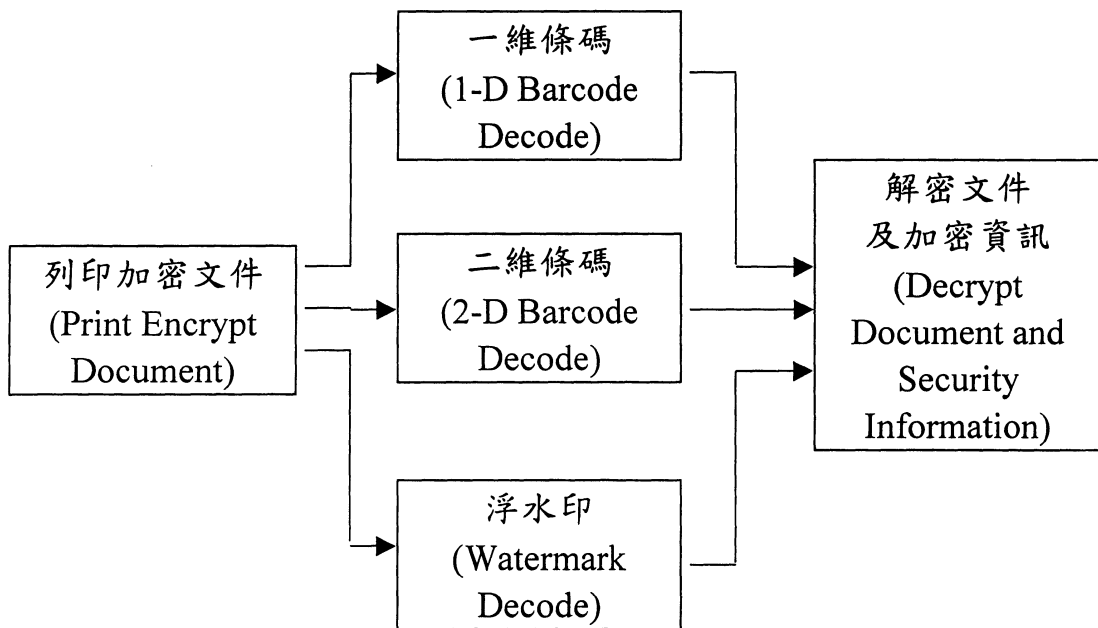 列印加密文件
(Print Encrypt
Document)
一維條碼
(1-D Barcode
Decode)
二維條碼
(2-D Barcode
Decode)
浮水印
(Watermark
Decode)
解密文件
及加密資訊
(Decrypt
Document and
Security
Information)